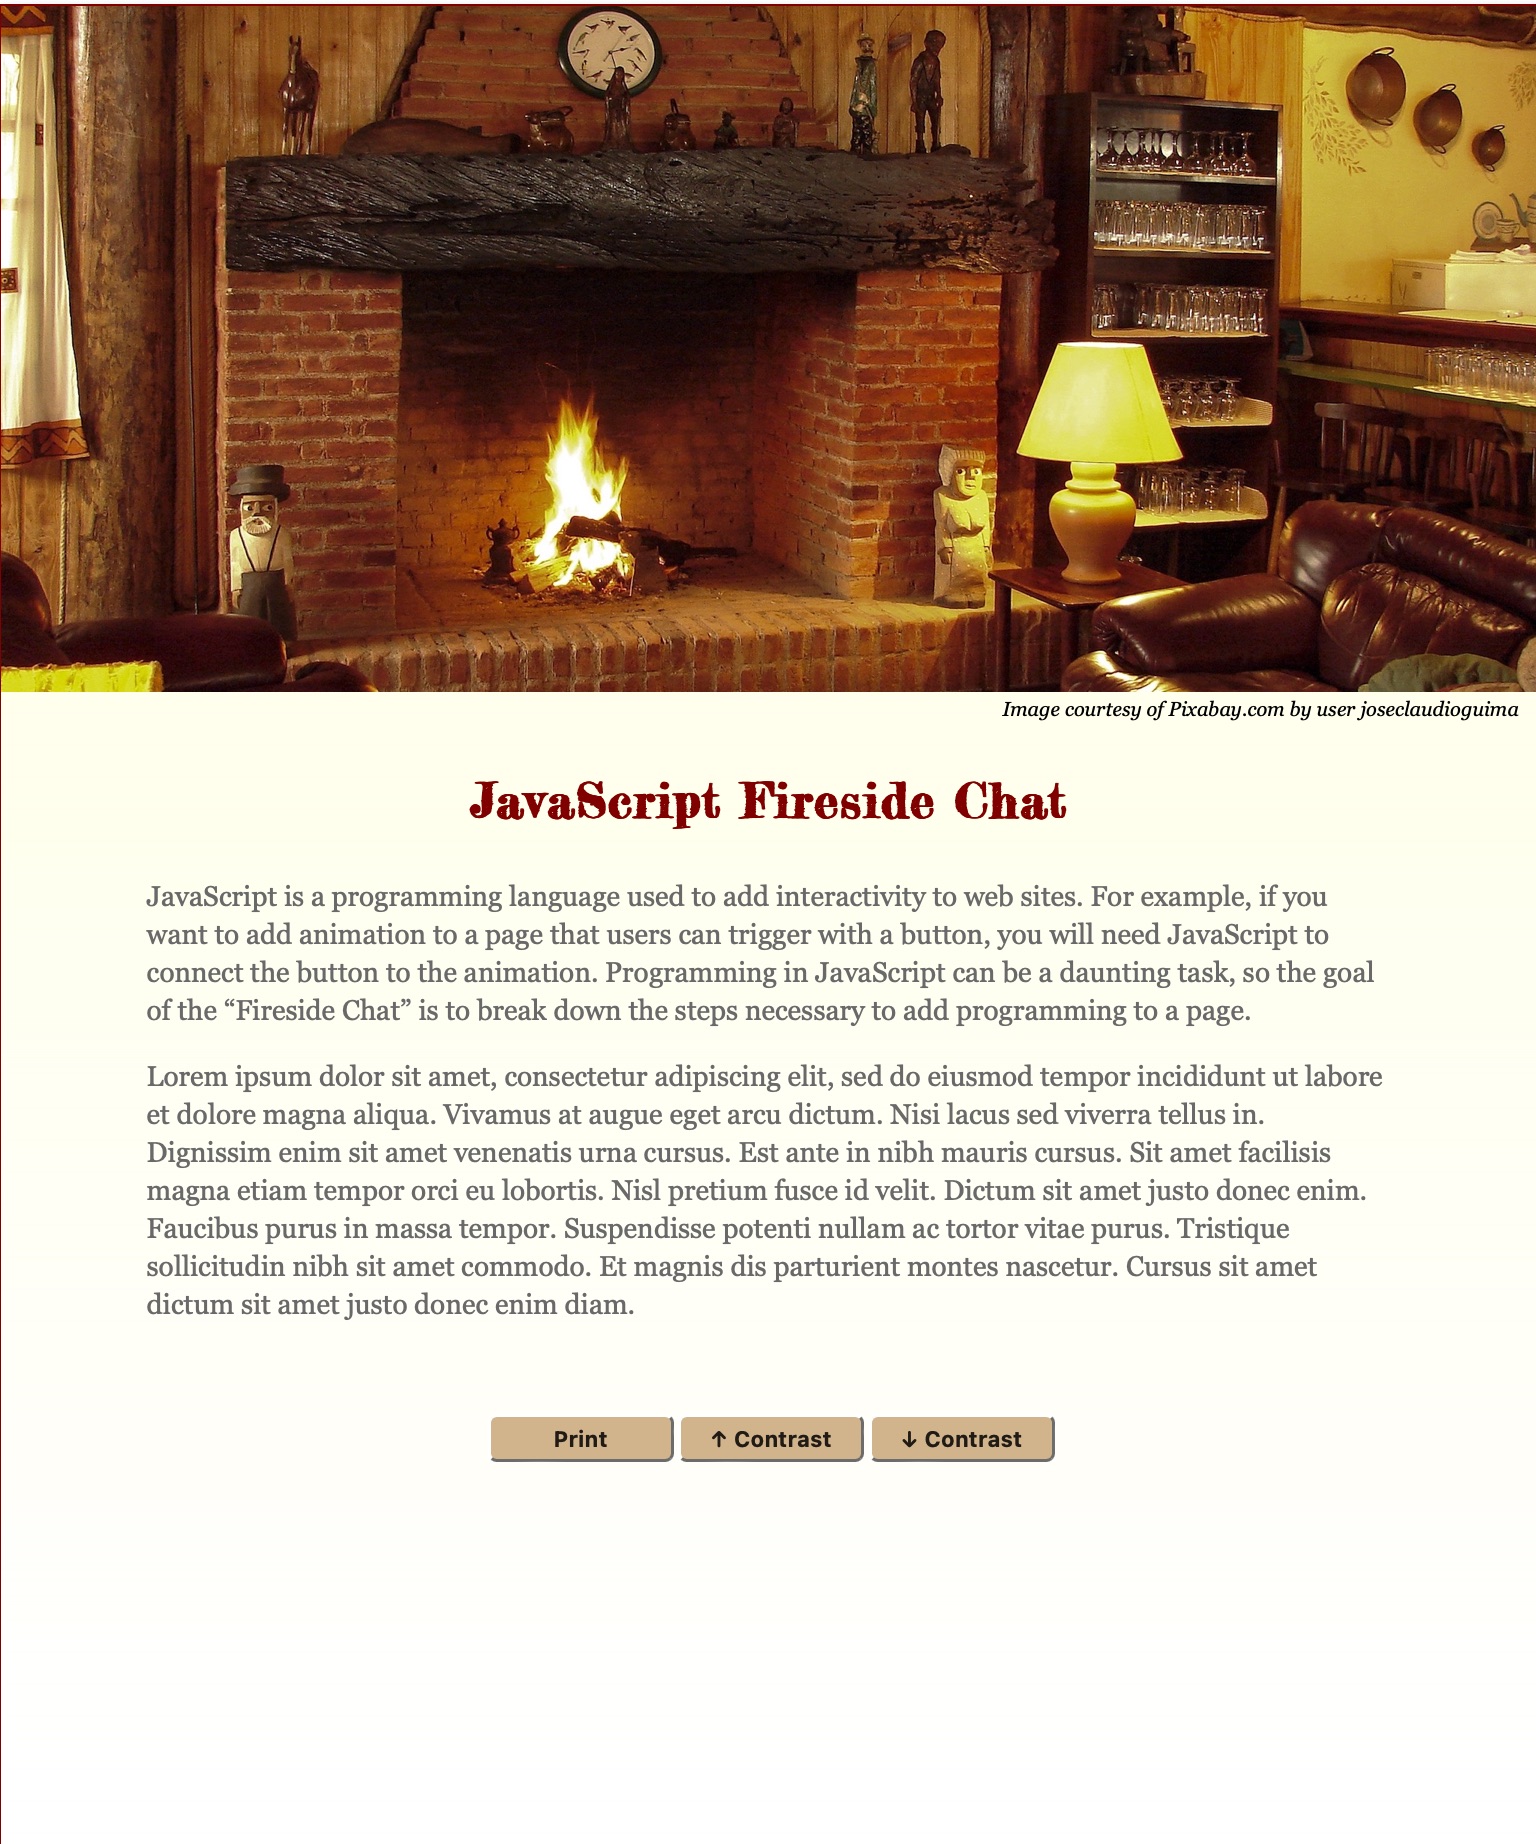 Image courtesy of Pixabay.com by user joseclaudioguima
JavaScript Fireside Chat
JavaScript is a programming language used to add interactivity to web sites. For example, if you
want to add animation to a page that users can trigger with a button, you will need JavaScript to
connect the button to the animation. Programming in JavaScript can be a daunting task, so the goal
of the “Fireside Chat” is to break down the steps necessary to add programming to a page.
Lorem ipsum dolor sit amet, consectetur adipiscing elit, sed do eiusmod tempor incididunt ut labore
et dolore magna aliqua. Vivamus at augue eget arcu dictum. Nisi lacus sed viverra tellus in.
Dignissim enim sit amet venenatis urna cursus. Est ante in nibh mauris cursus. Sit amet facilisis
magna etiam tempor orci eu lobortis. Nisl pretium fusce id velit. Dictum sit amet justo donec enim.
Faucibus purus in massa tempor. Suspendisse potenti nullam ac tortor vitae purus. Tristique
sollicitudin nibh sit amet commodo. Et magnis dis parturient montes nascetur. Cursus sit amet
dictum sit amet justo donec enim diam.
Print ↑ Contrast ↓ Contrast